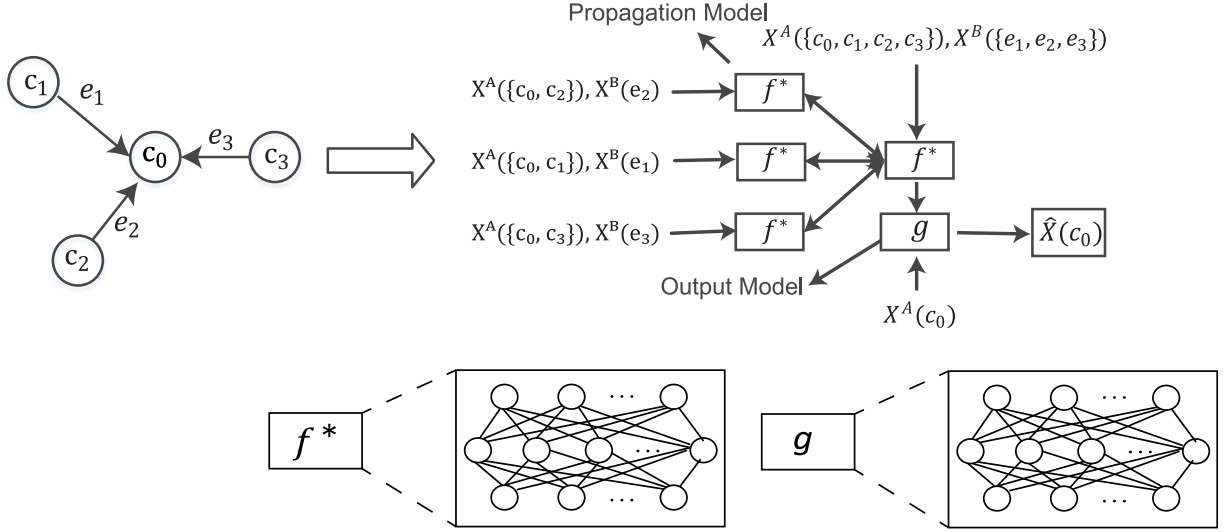 Propagation Model
X^A({c₀, c₁, c₂, c₃}), X^B({e₁, e₂, e₃})
c₁
e₁
X^A({c₀, c₂}), X^B(e₂)
f*
c₀
e₃
c₃
X^A({c₀, c₁}), X^B(e₁)
f*
f*
e₂
c₂
X^A({c₀, c₃}), X^B(e₃)
f*
g
X̂(c₀)
Output Model
X^A(c₀)
f*
...
...
...
g
...
...
...